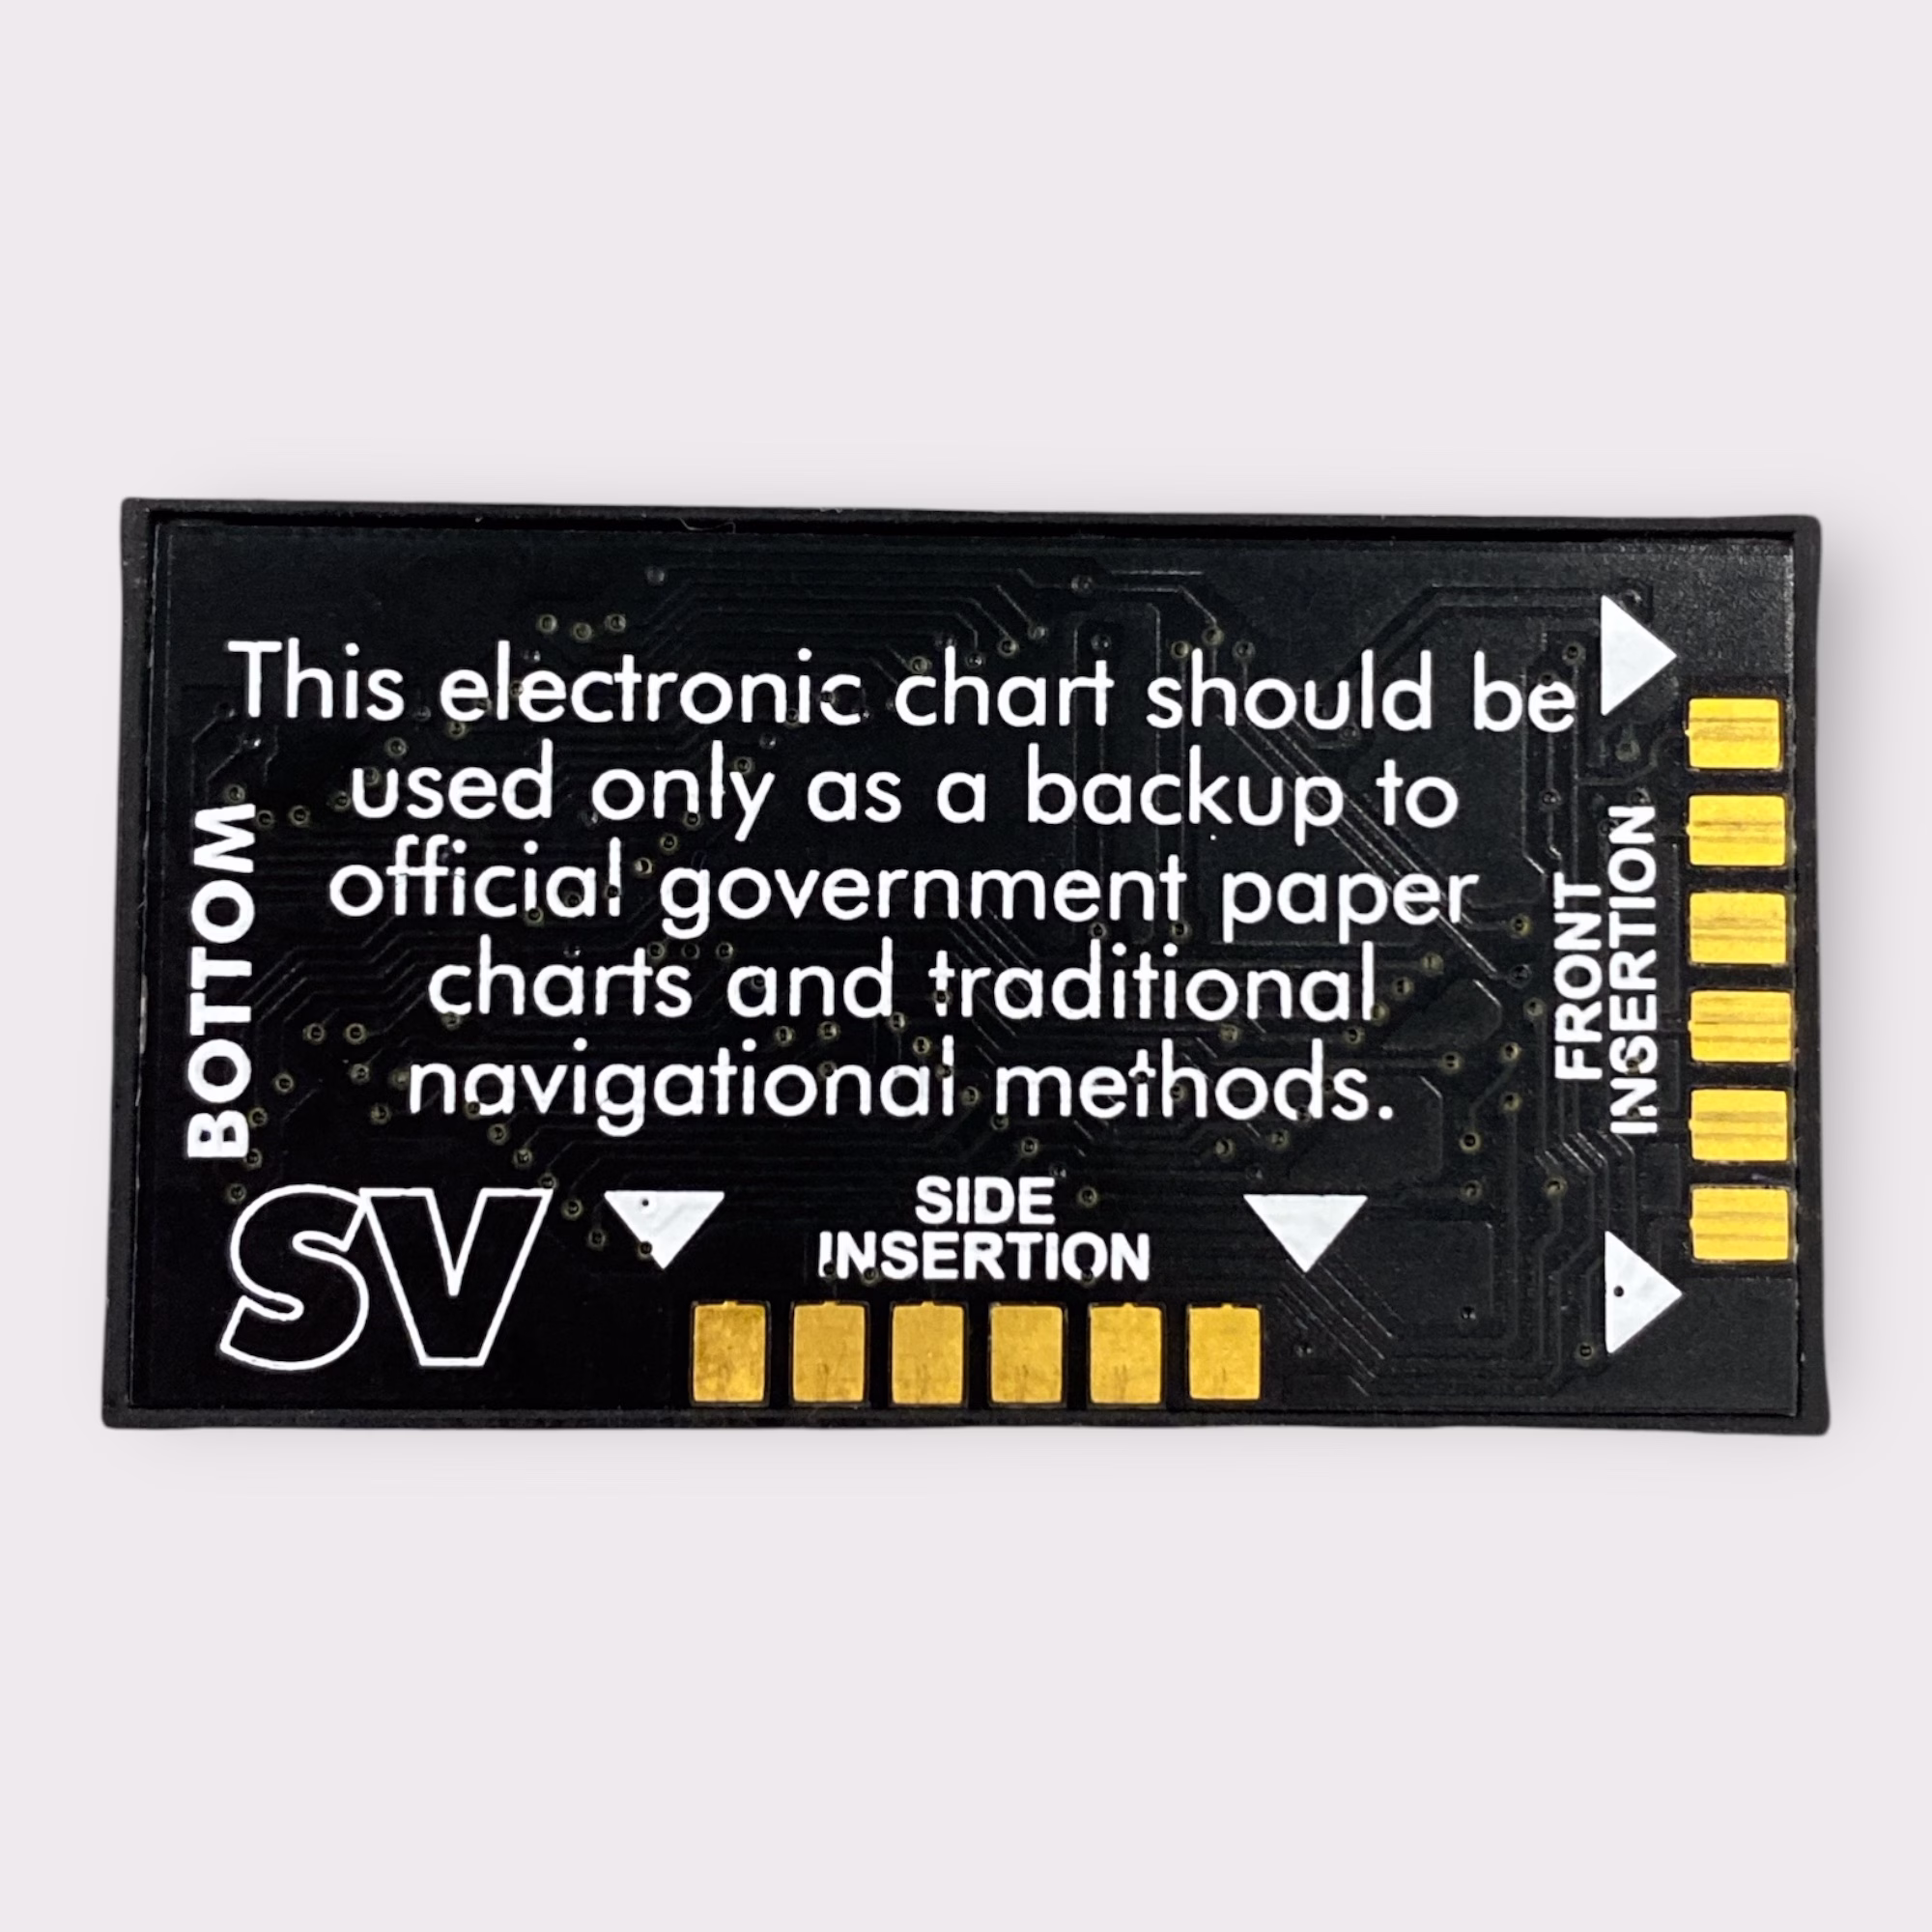 This electronic chart should be
used only as a backup to
official government paper
charts and traditional
navigational methods.
BOTTOM
FRONT
INSERTION
SV
SIDE
INSERTION